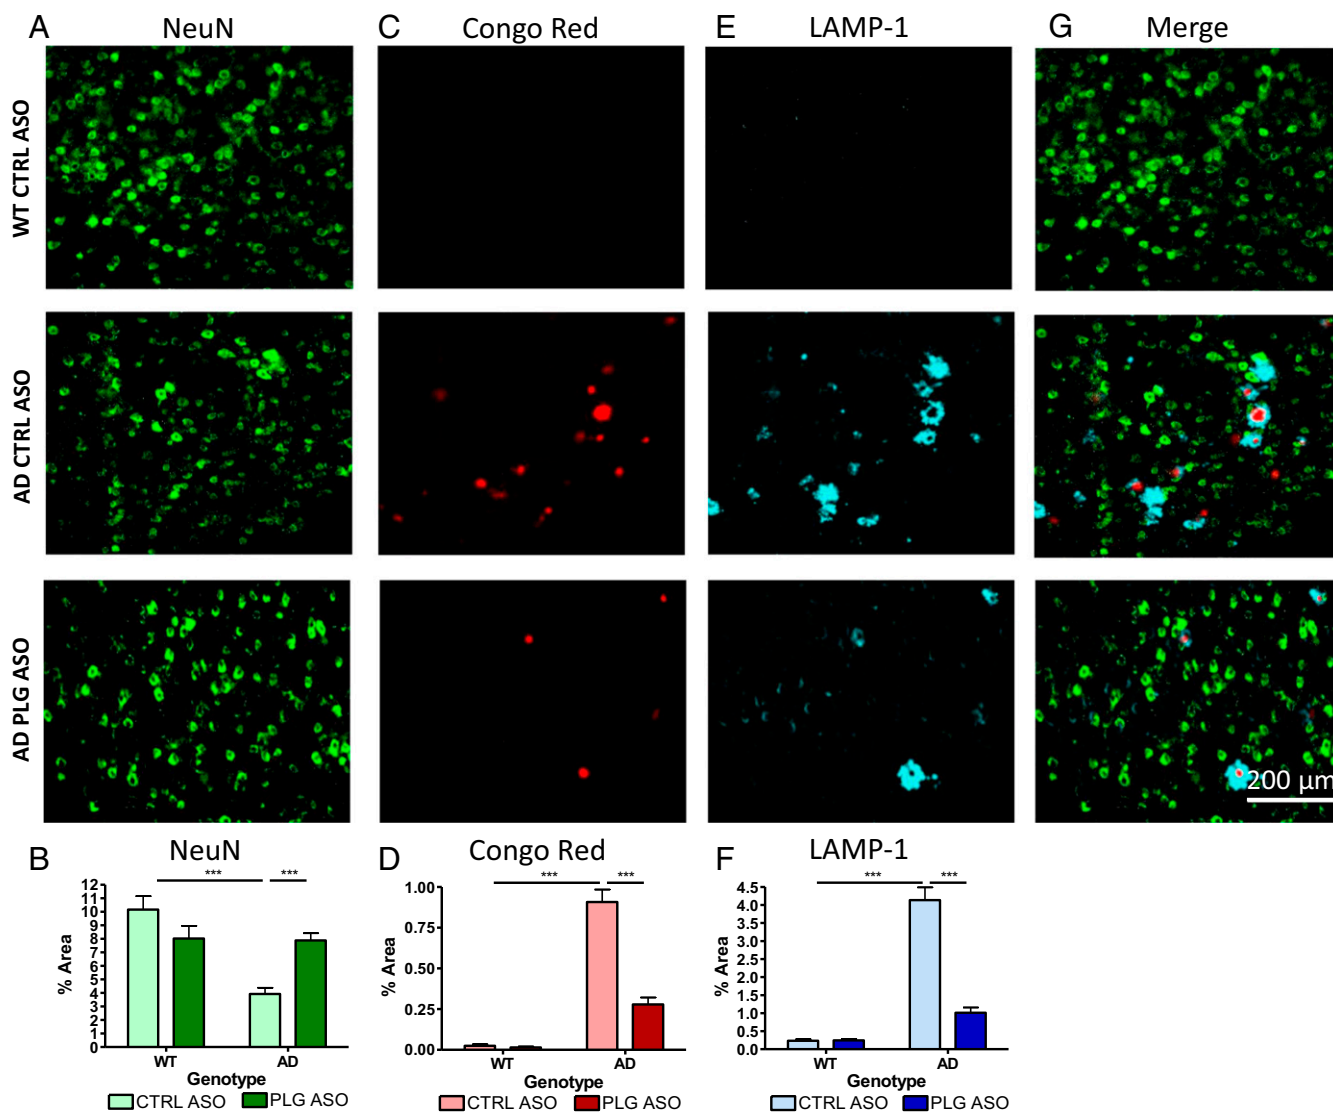 A NeuN C Congo Red E LAMP-1 G Merge
WT CTRL ASO
AD CTRL ASO
AD PLG ASO
200 µm
B NeuN
***
***
12
11
10
9
8
7
6
5
4
3
2
1
0
% Area
WT AD
Genotype
CTRL ASO PLG ASO
D Congo Red
***
***
1.00
0.75
0.50
0.25
0.00
% Area
WT AD
Genotype
CTRL ASO PLG ASO
F LAMP-1
***
***
4.5
4.0
3.5
3.0
2.5
2.0
1.5
1.0
0.5
0.0
% Area
WT AD
Genotype
CTRL ASO PLG ASO